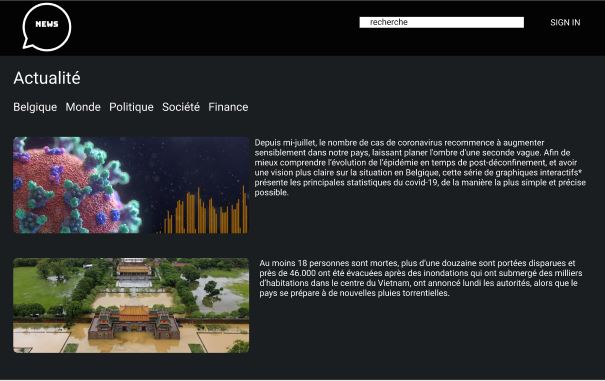 NEWS
recherche
SIGN IN
Actualité
Belgique Monde Politique Société Finance
Depuis mi-juillet, le nombre de cas de coronavirus recommence à augmenter
sensiblement dans notre pays, laissant planer l'ombre d'une seconde vague. Afin de
mieux comprendre l'évolution de l'épidémie en temps de post-déconfinement, et avoir
une vision plus claire sur la situation en Belgique, cette série de graphiques interactifs*
présente les principales statistiques du covid-19, de la manière la plus simple et précise
possible.
Au moins 18 personnes sont mortes, plus d'une douzaine sont portées disparues et
près de 46.000 ont été évacuées après des inondations qui ont submergé des milliers
d'habitations dans le centre du Vietnam, ont annoncé lundi les autorités, alors que le
pays se prépare à de nouvelles pluies torrentielles.